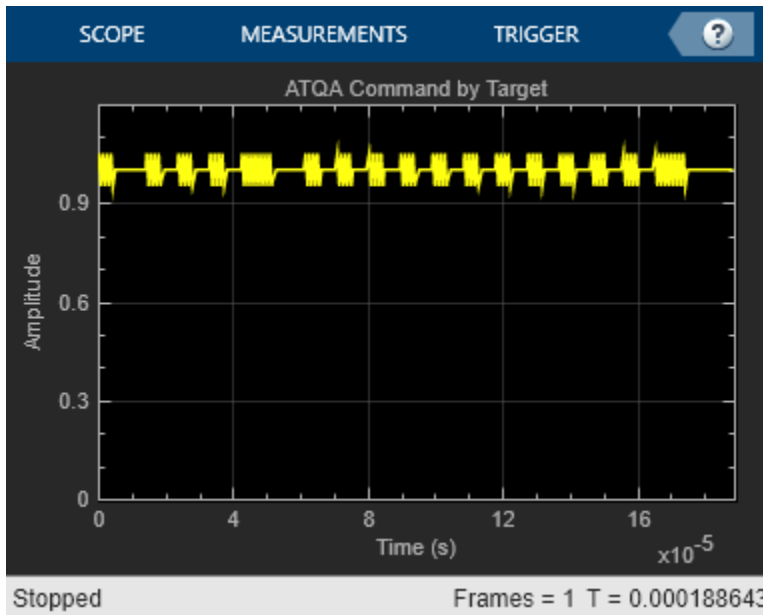 SCOPE MEASUREMENTS TRIGGER ?
ATQA Command by Target
0.9
0.6
0.3
0
Amplitude
0 4 8 12 16
Time (s)
x10-5
Stopped Frames = 1 T = 0.000188643